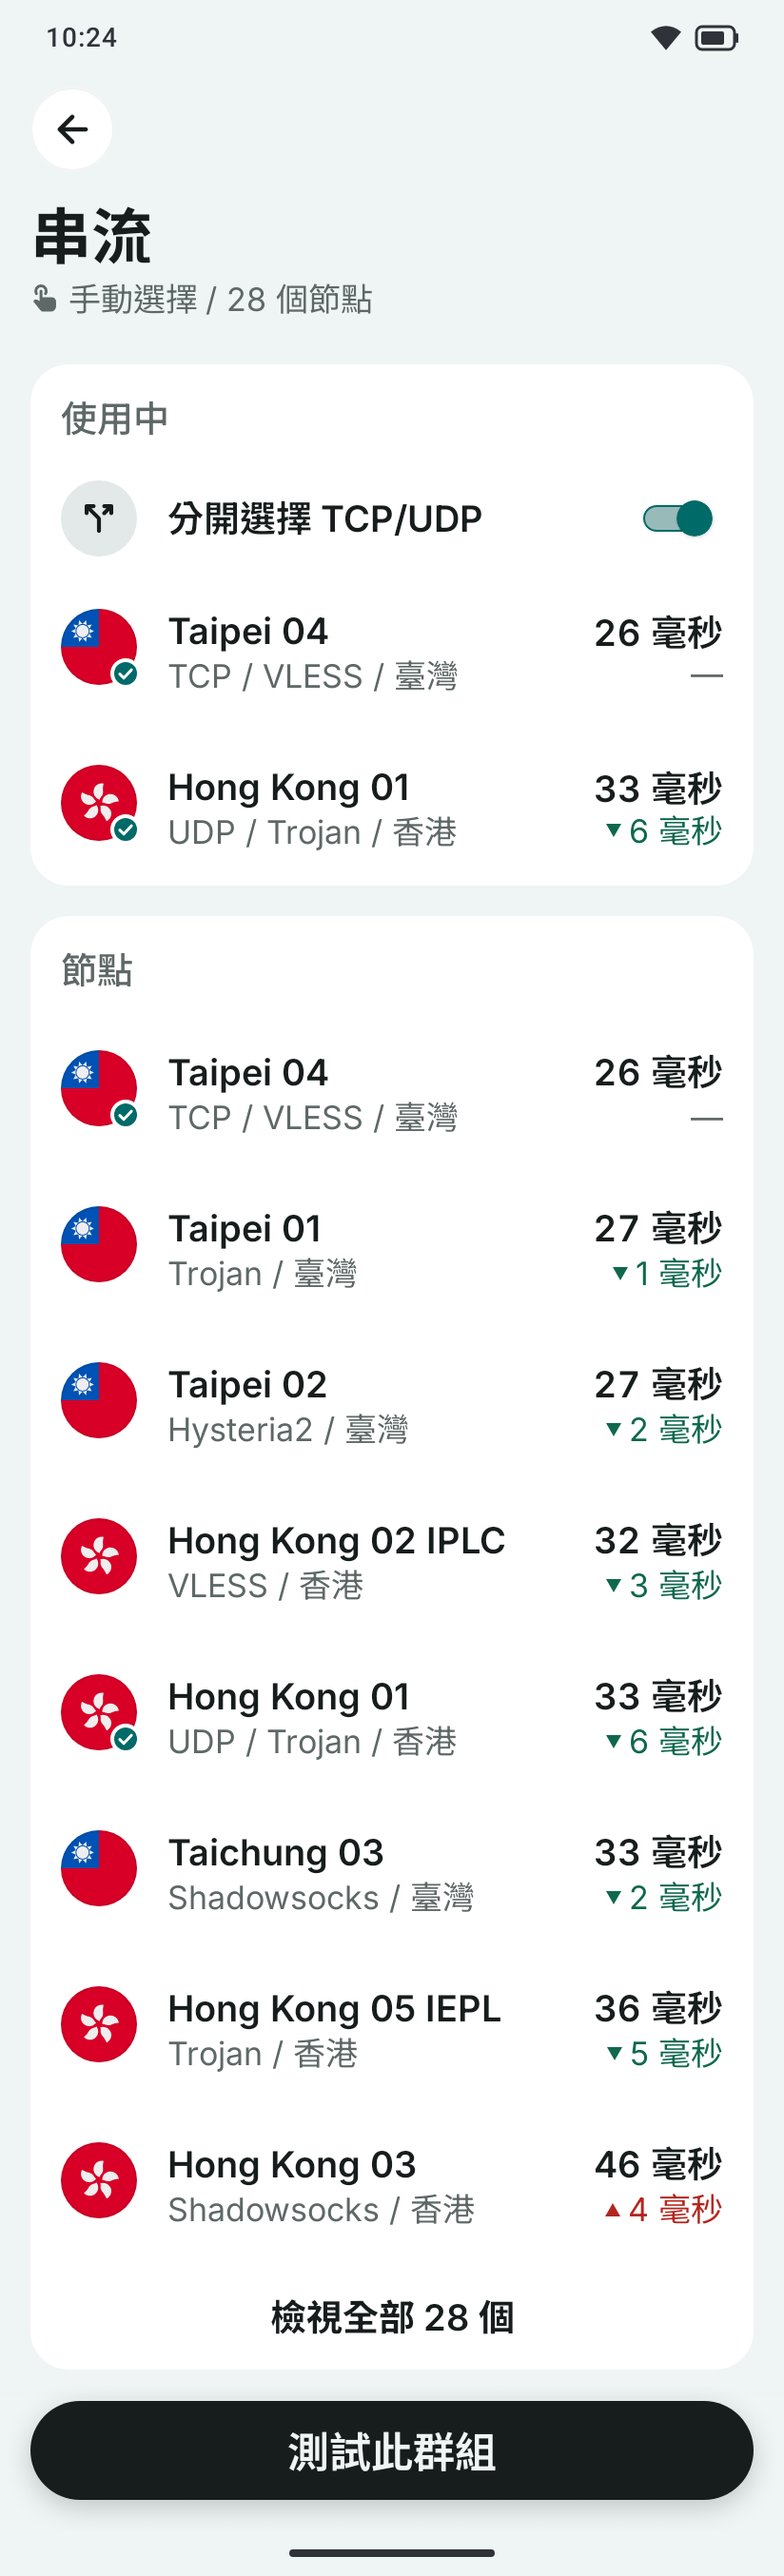 10:24
串流
手動選擇 / 28 個節點
使用中
分開選擇 TCP/UDP
Taipei 04
26 毫秒
TCP / VLESS / 臺灣
—
Hong Kong 01
33 毫秒
UDP / Trojan / 香港
▼6 毫秒
節點
Taipei 04
26 毫秒
TCP / VLESS / 臺灣
—
Taipei 01
27 毫秒
Trojan / 臺灣
▼1 毫秒
Taipei 02
27 毫秒
Hysteria2 / 臺灣
▼2 毫秒
Hong Kong 02 IPLC
32 毫秒
VLESS / 香港
▼3 毫秒
Hong Kong 01
33 毫秒
UDP / Trojan / 香港
▼6 毫秒
Taichung 03
33 毫秒
Shadowsocks / 臺灣
▼2 毫秒
Hong Kong 05 IEPL
36 毫秒
Trojan / 香港
▼5 毫秒
Hong Kong 03
46 毫秒
Shadowsocks / 香港
▲4 毫秒
檢視全部 28 個
測試此群組